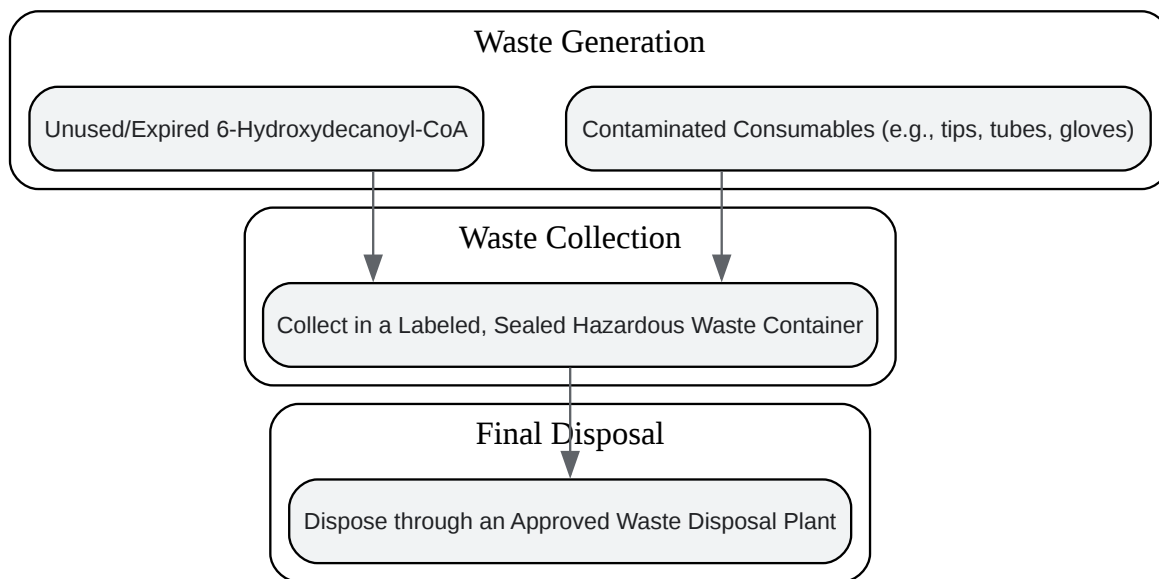 Waste Generation
Unused/Expired 6-Hydroxydecanoyl-CoA
Contaminated Consumables (e.g., tips, tubes, gloves)
Waste Collection
Collect in a Labeled, Sealed Hazardous Waste Container
Final Disposal
Dispose through an Approved Waste Disposal Plant